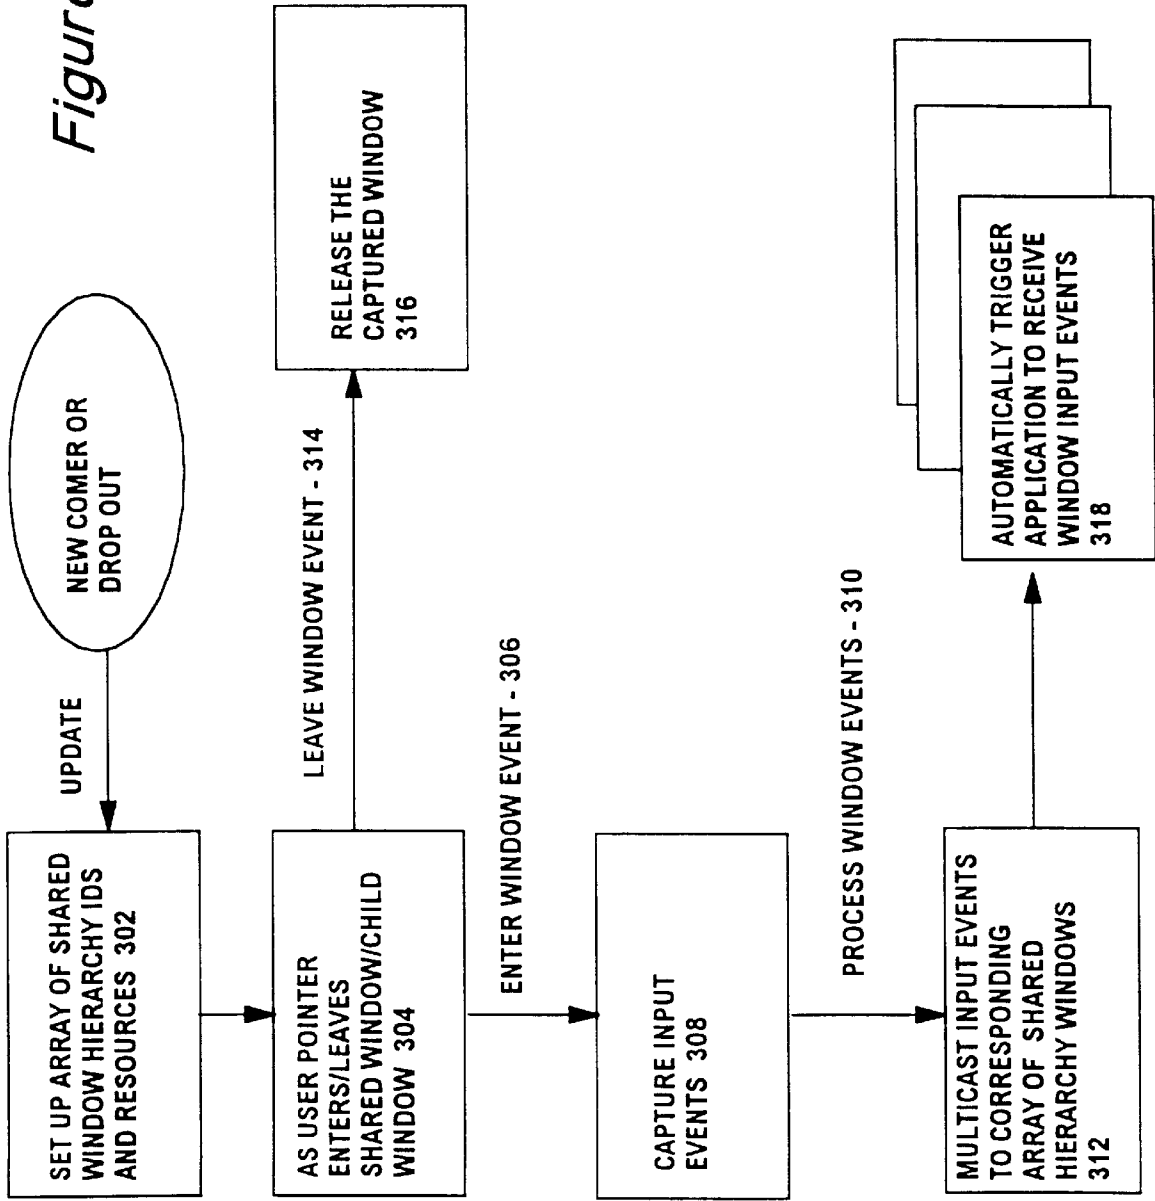 Figure
NEW COMER OR
DROP OUT
UPDATE
SET UP ARRAY OF SHARED
WINDOW HIERARCHY IDS
AND RESOURCES 302
AS USER POINTER
ENTERS/LEAVES
SHARED WINDOW/CHILD
WINDOW 304
LEAVE WINDOW EVENT - 314
RELEASE THE
CAPTURED WINDOW
316
ENTER WINDOW EVENT - 306
CAPTURE INPUT
EVENTS 308
PROCESS WINDOW EVENTS - 310
MULTICAST INPUT EVENTS
TO CORRESPONDING
ARRAY OF SHARED
HIERARCHY WINDOWS
312
AUTOMATICALLY TRIGGER
APPLICATION TO RECEIVE
WINDOW INPUT EVENTS
318